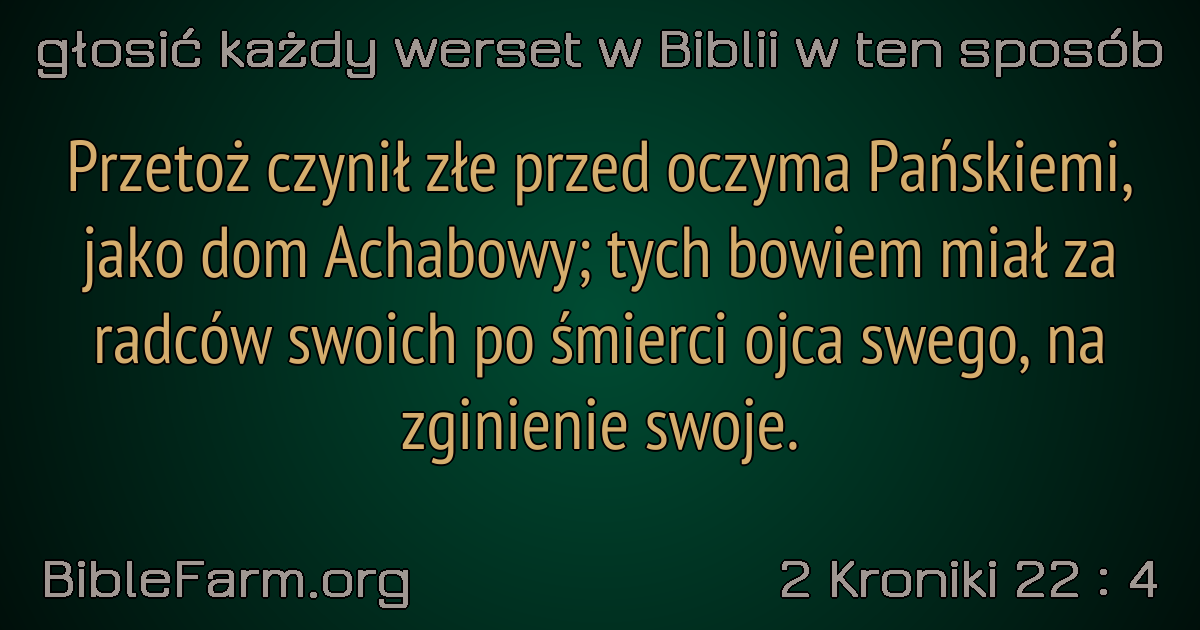 głosić każdy werset w Biblii w ten sposób
Przetoż czynił złe przed oczyma Pańskiemi,
jako dom Achabowy; tych bowiem miał za
radców swoich po śmierci ojca swego, na
zginienie swoje.
BibleFarm.org
2 Kroniki 22 : 4